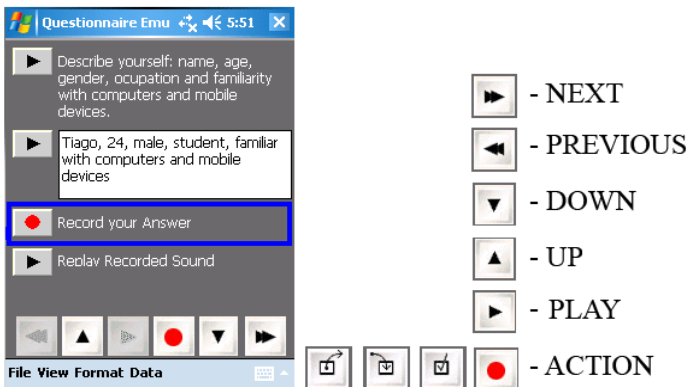 Questionnaire Emu 5:51
Describe yourself: name, age,
gender, ocupation and familiarity
with computers and mobile
devices.
Tiago, 24, male, student, familiar
with computers and mobile
devices
Record your Answer
Replay Recorded Sound
File View Format Data
- NEXT
- PREVIOUS
- DOWN
- UP
- PLAY
- ACTION